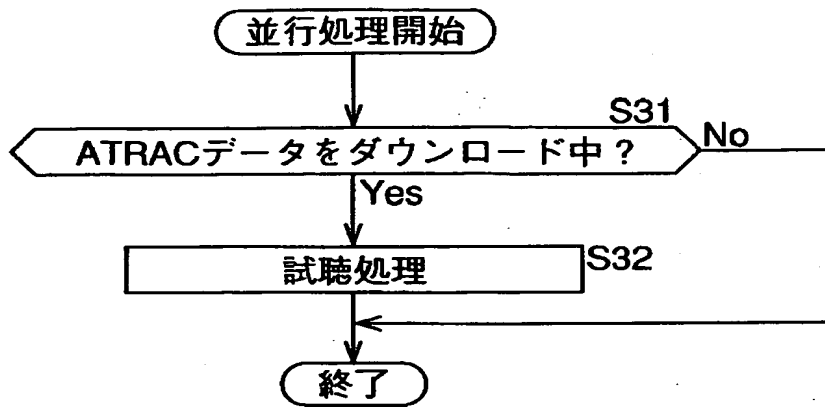 並行処理開始
S31
ATRACデータをダウンロード中？
No
Yes
試聴処理
S32
終了